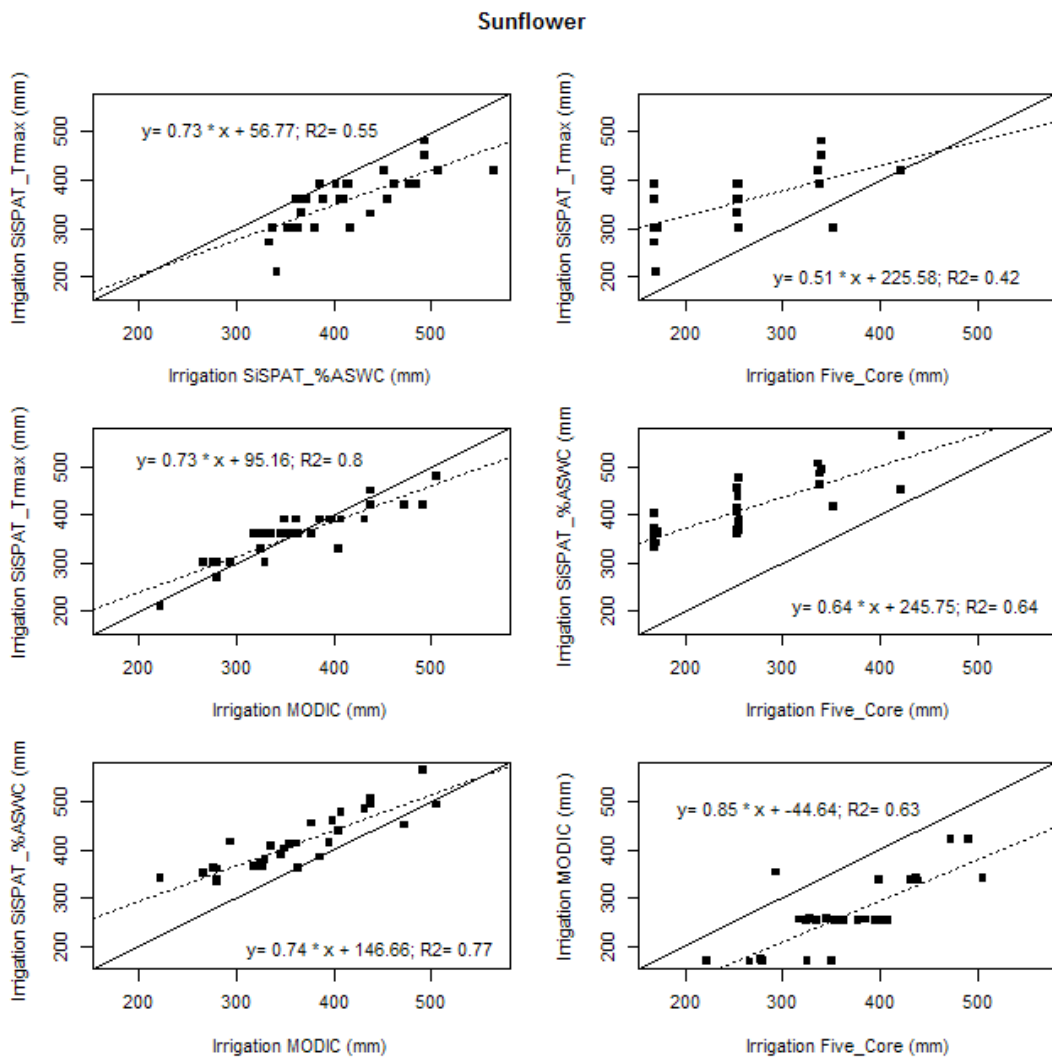 Sunflower
Irrigation SiSPAT_Trmax (mm)
500
400
300
200
y= 0.73 * x + 56.77; R2= 0.55
200 300 400 500
Irrigation SiSPAT_%ASWC (mm)
Irrigation SiSPAT_Trmax (mm)
500
400
300
200
y= 0.51 * x + 225.58; R2= 0.42
200 300 400 500
Irrigation Five_Core (mm)
Irrigation SiSPAT_Trmax (mm)
500
400
300
200
y= 0.73 * x + 95.16; R2= 0.8
200 300 400 500
Irrigation MODIC (mm)
Irrigation SiSPAT_%ASWC (mm
500
400
300
200
y= 0.64 * x + 245.75; R2= 0.64
200 300 400 500
Irrigation Five_Core (mm)
Irrigation SiSPAT_%ASWC (mm
500
400
300
200
y= 0.74 * x + 146.66; R2= 0.77
200 300 400 500
Irrigation MODIC (mm)
Irrigation MODIC (mm)
500
400
300
200
y= 0.85 * x + -44.64; R2= 0.63
200 300 400 500
Irrigation Five_Core (mm)